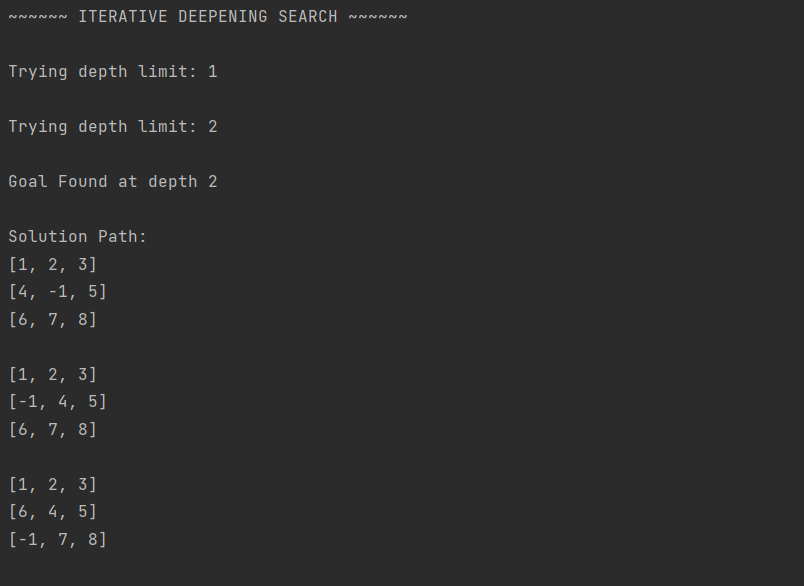 ~~~~~~ ITERATIVE DEEPENING SEARCH ~~~~~~
Trying depth limit: 1
Trying depth limit: 2
Goal Found at depth 2
Solution Path:
[1, 2, 3]
[4, -1, 5]
[6, 7, 8]
[1, 2, 3]
[-1, 4, 5]
[6, 7, 8]
[1, 2, 3]
[6, 4, 5]
[-1, 7, 8]